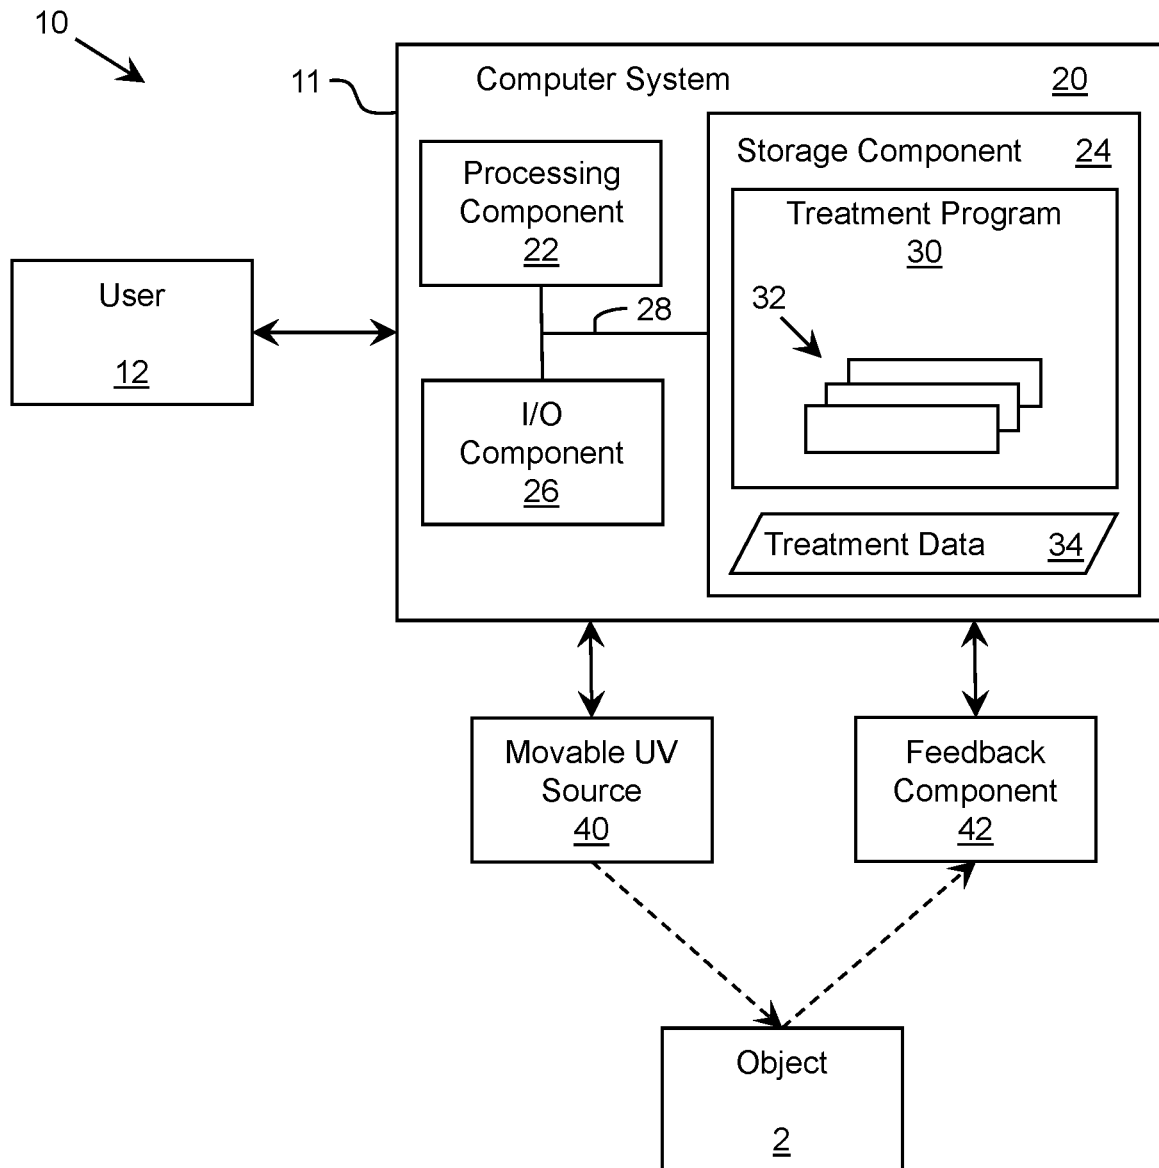 10
11
Computer System 20
Processing
Component
22
Storage Component 24
Treatment Program
30
User
12
28
32
I/O
Component
26
Treatment Data 34
Movable UV
Source
40
Feedback
Component
42
Object
2